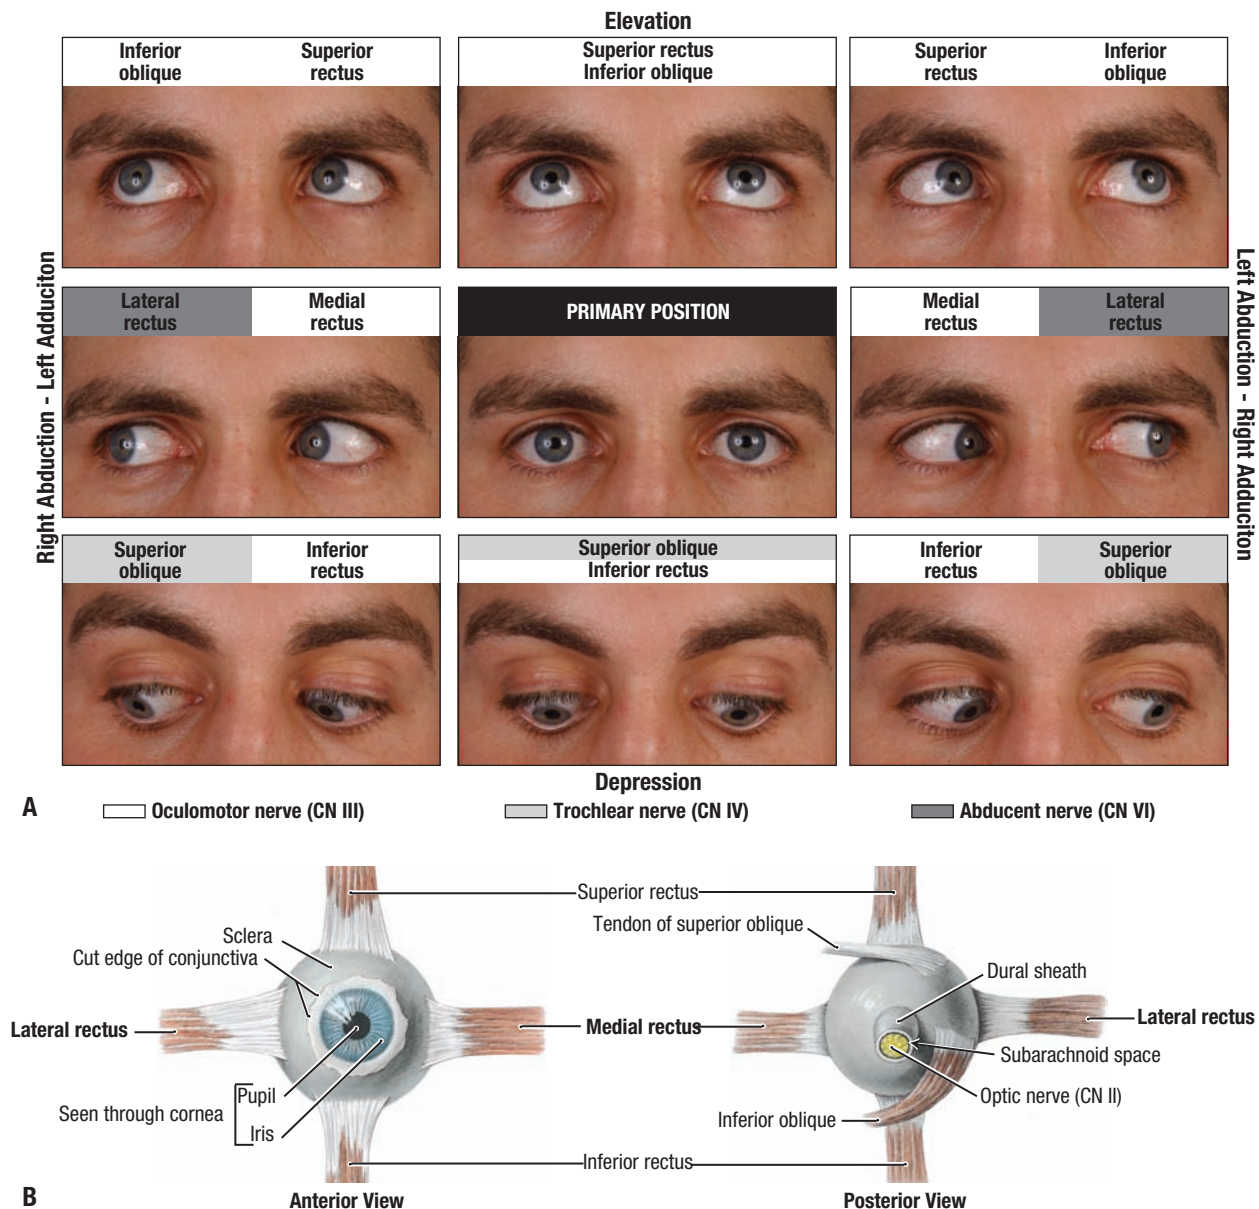 Elevation
Inferior
oblique
Superior
rectus
Superior rectus
Inferior oblique
Superior
rectus
Inferior
oblique
Right Abduction - Left Adduciton
Lateral
rectus
Medial
rectus
PRIMARY POSITION
Medial
rectus
Lateral
rectus
Left Abduction - Right Adduciton
Superior
oblique
Inferior
rectus
Superior oblique
Inferior rectus
Inferior
rectus
Superior
oblique
Depression
A
Oculomotor nerve (CN III)
Trochlear nerve (CN IV)
Abducent nerve (CN VI)
Superior rectus
Tendon of superior oblique
Sclera
Cut edge of conjunctiva
Dural sheath
Lateral rectus
Medial rectus
Lateral rectus
Subarachnoid space
Pupil
Optic nerve (CN II)
Seen through cornea
Iris
Inferior oblique
Inferior rectus
B
Anterior View
Posterior View